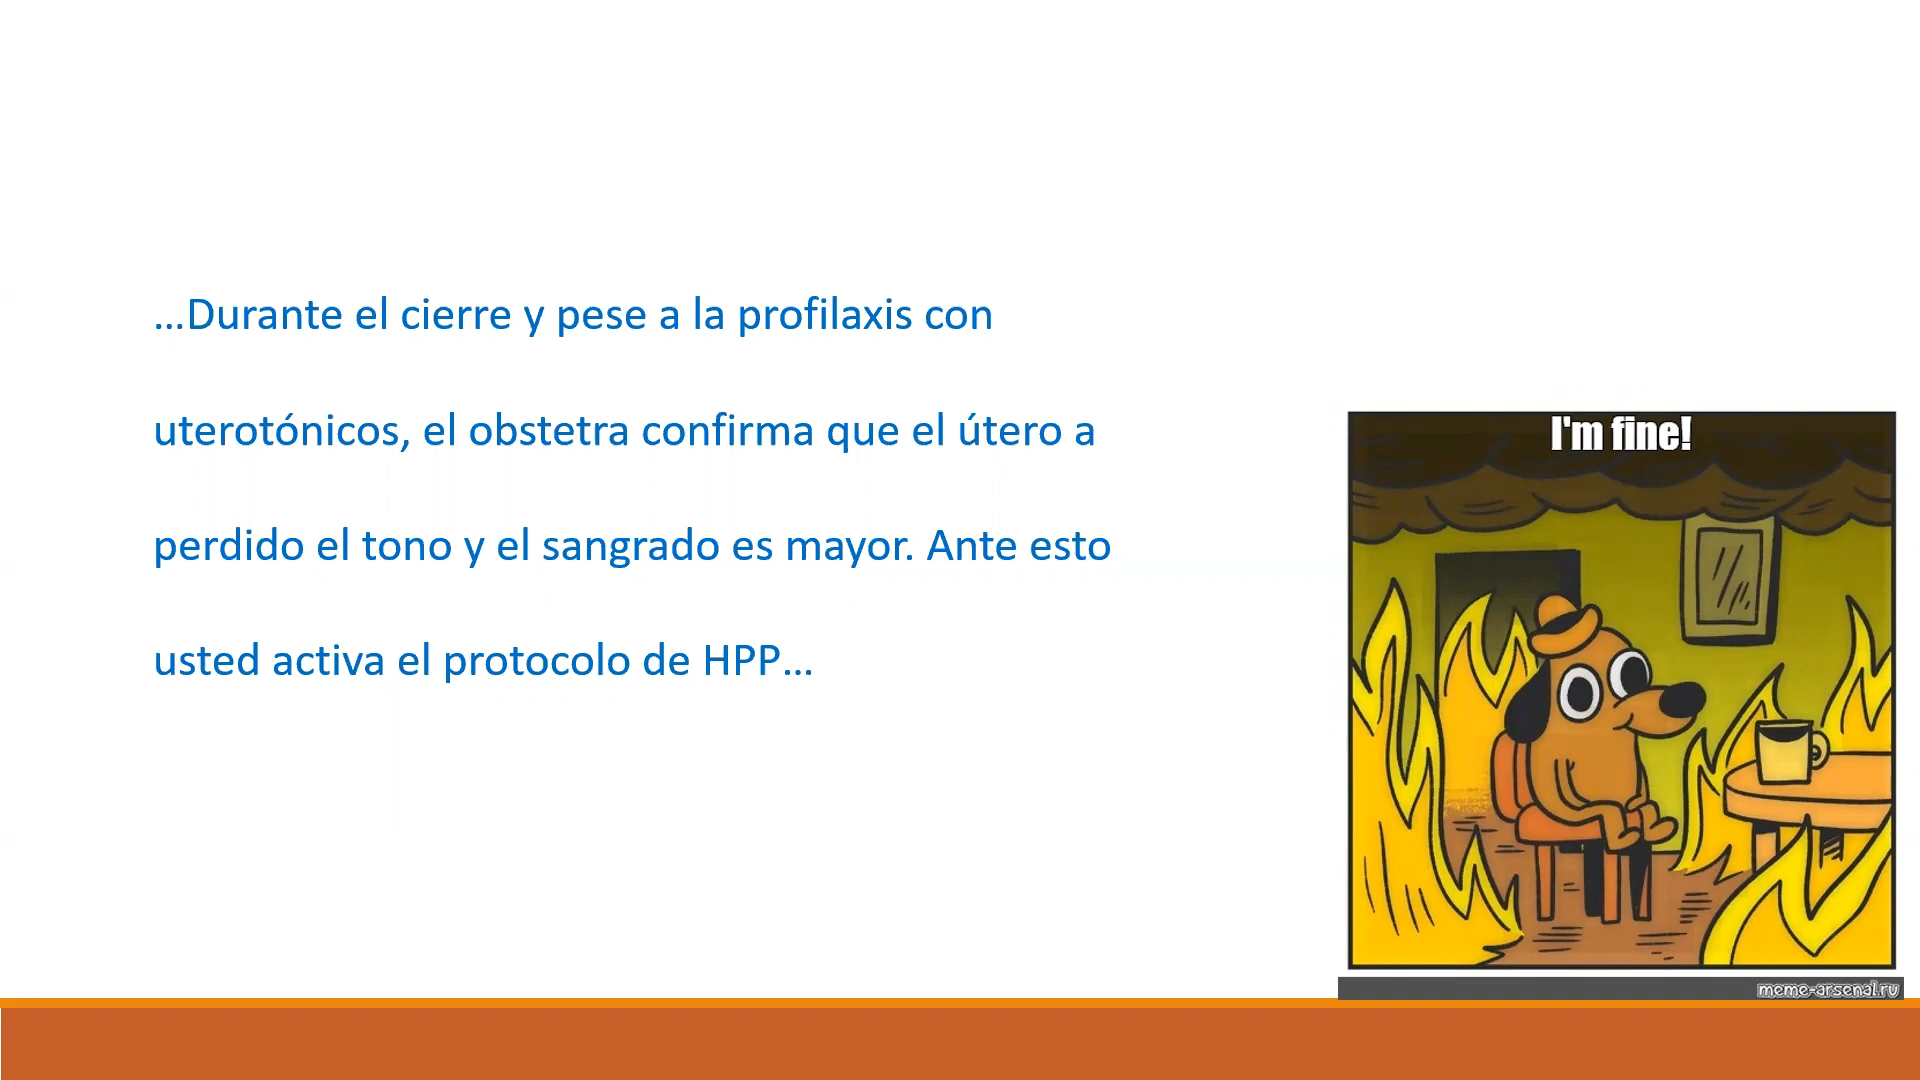 …Durante el cierre y pese a la profilaxis con
uterotónicos, el obstetra confirma que el útero a
perdido el tono y el sangrado es mayor. Ante esto
usted activa el protocolo de HPP…
I'm fine!
meme-arsenal.ru